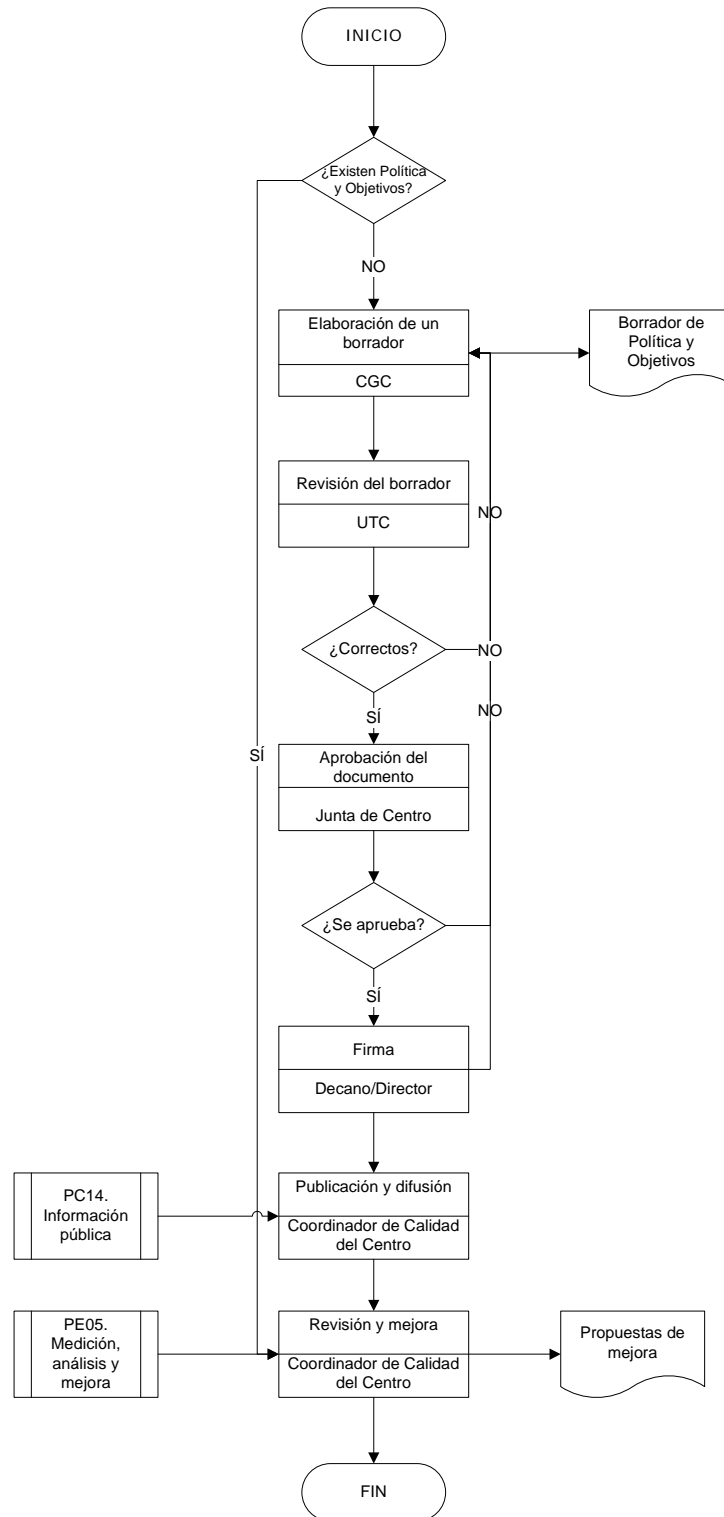 INICIO
¿Existen Política
y Objetivos?
NO
Elaboración de un
borrador
CGC
Borrador de
Política y
Objetivos
Revisión del borrador
UTC
NO
¿Correctos?
NO
SÍ
NO
SÍ
Aprobación del
documento
Junta de Centro
¿Se aprueba?
SÍ
Firma
Decano/Director
PC14.
Información
pública
Publicación y difusión
Coordinador de Calidad
del Centro
PE05.
Medición,
análisis y
mejora
Revisión y mejora
Coordinador de Calidad
del Centro
Propuestas de
mejora
FIN